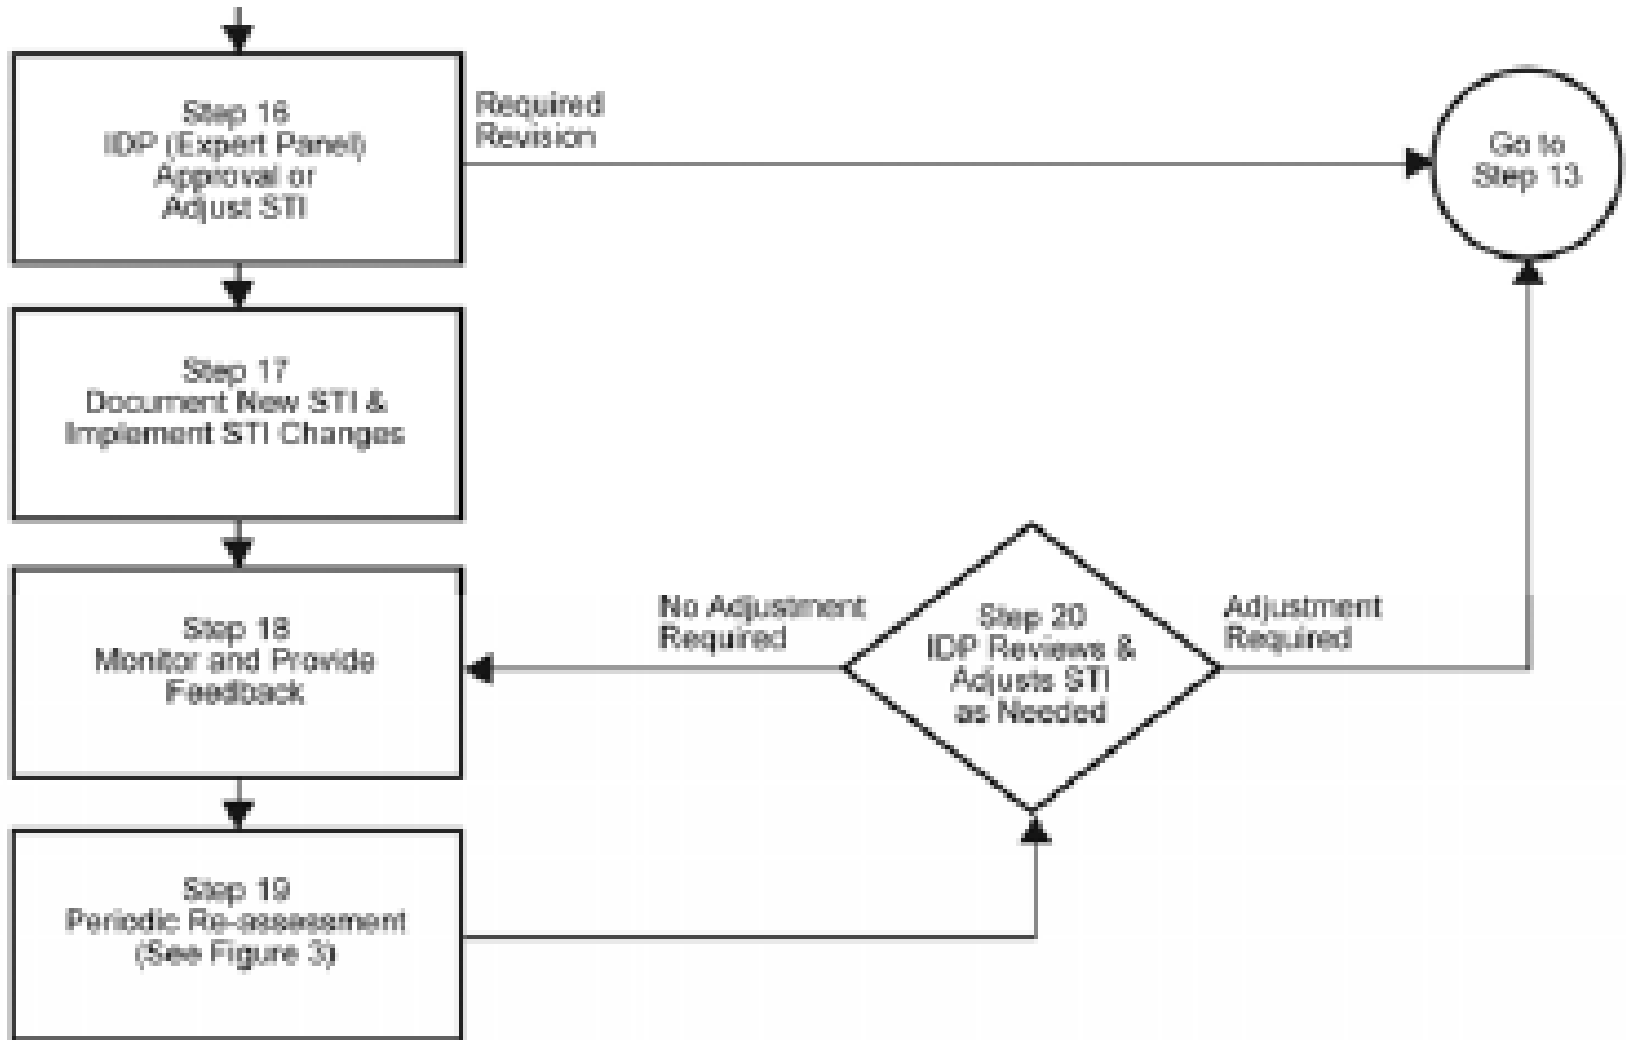 Step 16
IDP (Expert Panel)
Approval or
Adjust STI
Required
Revision
Go to
Step 13
Step 17
Document New STI &
Implement STI Changes
Step 18
Monitor and Provide
Feedback
No Adjustment
Required
Step 20
IDP Reviews &
Adjusts STI
as Needed
Adjustment
Required
Step 19
Periodic Re-assessment
(See Figure 3)